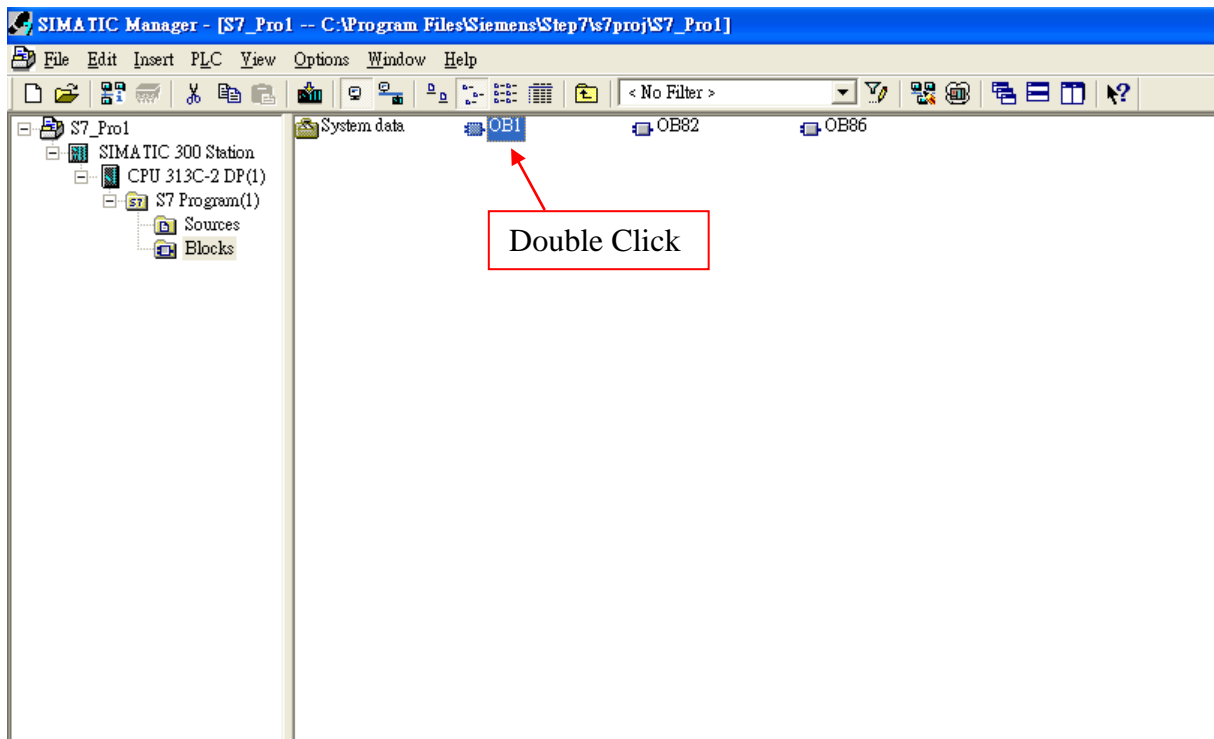 SIMATIC Manager - [S7_Pro1 -- C:\Program Files\Siemens\Step7\s7proj\S7_Pro1]
File Edit Insert PLC View Options Window Help
< No Filter >
S7_Pro1
SIMATIC 300 Station
CPU 313C-2 DP(1)
S7 Program(1)
Sources
Blocks
System data OB1 OB82 OB86
Double Click